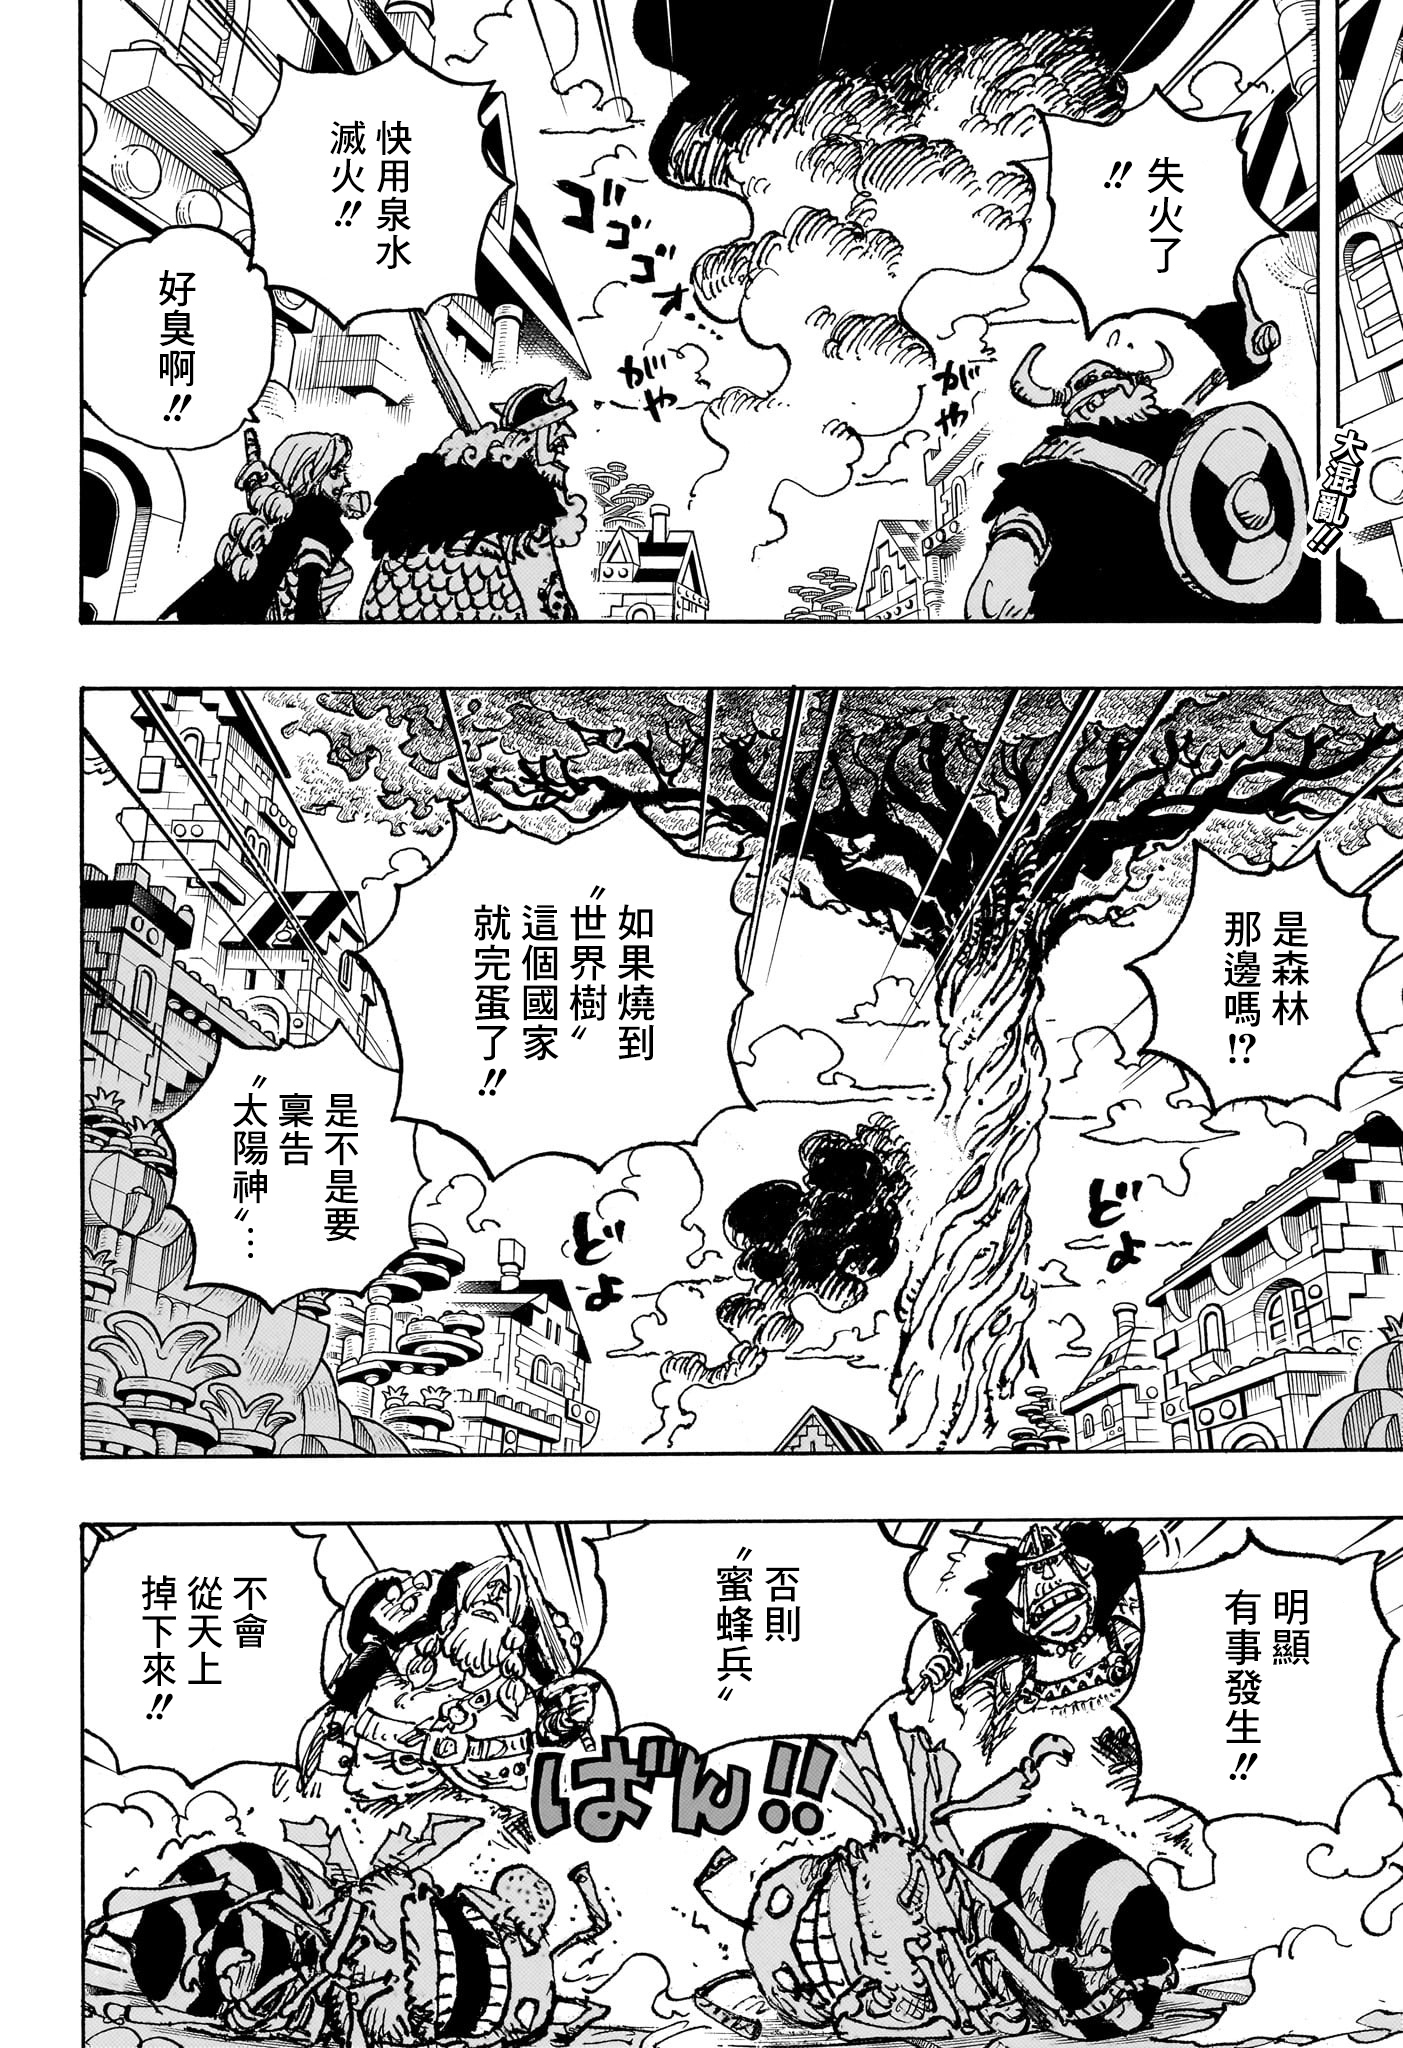 大混亂!!
失火了
!!
快用泉水
滅火!!
好臭啊!!
ゴゴゴゴォ…
がや
がや
是森林
那邊嗎!?
如果燒到
〝世界樹〟
這個國家
就完蛋了!!
是不是要
稟告
〝太陽神〟…
どよ
どよ
明顯
有事發生!!
否則
〝蜜蜂兵〟
不會
從天上
掉下來!!
ばん!!